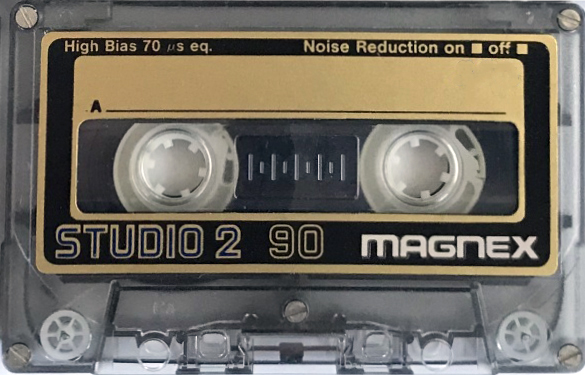 High Bias 70 µs eq. Noise Reduction on ■ off ■
A
STUDIO 2 90 MAGNEX